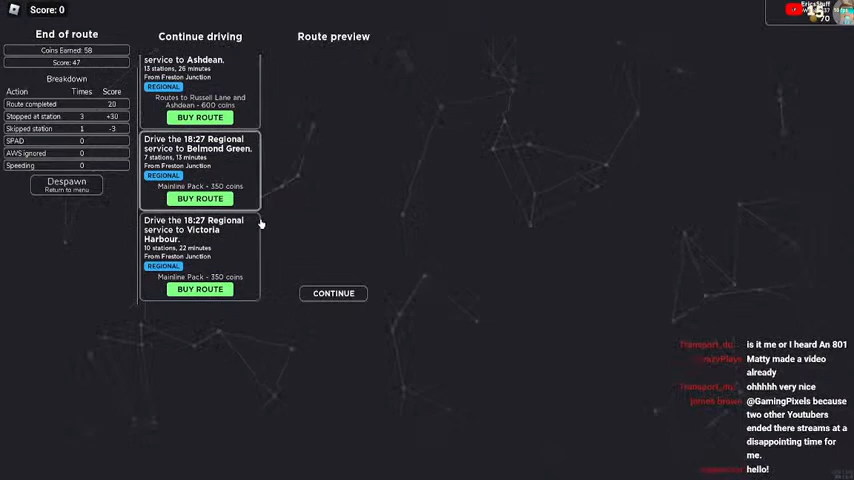 Score: 0
EricsStuff
15
70
End of route
Coins Earned: 58
Score: 47
Breakdown
Action Times Score
Route completed 20
Stopped at station 3 +30
Skipped station 1 -3
SPAD 0
AWS ignored 0
Speeding 0
Despawn
Return to menu
Continue driving
service to Ashdean.
13 stations, 26 minutes
From Freston Junction
REGIONAL
Routes to Russell Lane and
Ashdean - 600 coins
BUY ROUTE
Drive the 18:27 Regional
service to Belmond Green.
7 stations, 13 minutes
From Freston Junction
REGIONAL
Mainline Pack - 350 coins
BUY ROUTE
Drive the 18:27 Regional
service to Victoria
Harbour.
10 stations, 22 minutes
From Freston Junction
REGIONAL
Mainline Pack - 350 coins
BUY ROUTE
Route preview
CONTINUE
is it me or I heard An 801
Matty made a video
already
ohhhhh very nice
james brown @GamingPixels because
two other Youtubers
ended there streams at a
disappointing time for
me.
hello!